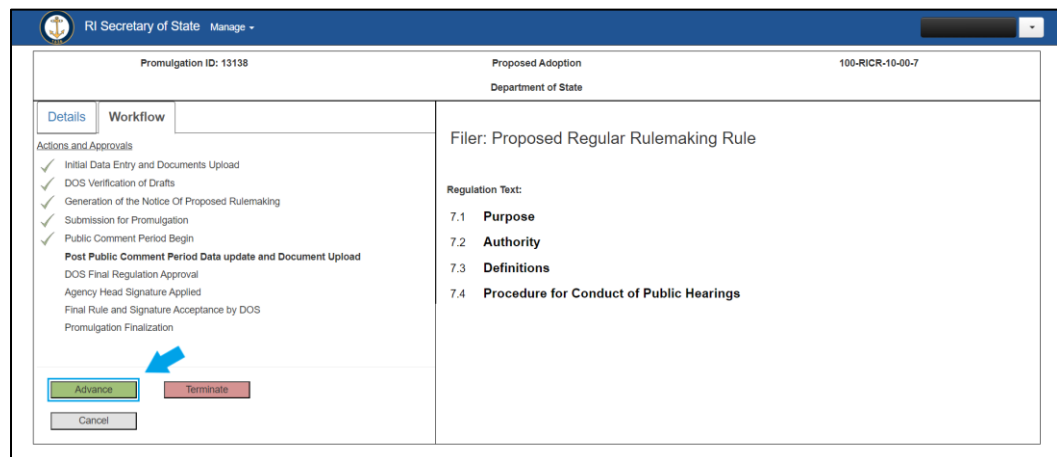 RI Secretary of State Manage
Promulgation ID: 13138
Proposed Adoption
100-RICR-10-00-7
Department of State
Details
Workflow
Actions and Approvals
Initial Data Entry and Documents Upload
DOS Verification of Drafts
Generation of the Notice Of Proposed Rulemaking
Submission for Promulgation
Public Comment Period Begin
Post Public Comment Period Data update and Document Upload
DOS Final Regulation Approval
Agency Head Signature Applied
Final Rule and Signature Acceptance by DOS
Promulgation Finalization
Advance
Terminate
Cancel
Filer: Proposed Regular Rulemaking Rule
Regulation Text:
7.1 Purpose
7.2 Authority
7.3 Definitions
7.4 Procedure for Conduct of Public Hearings